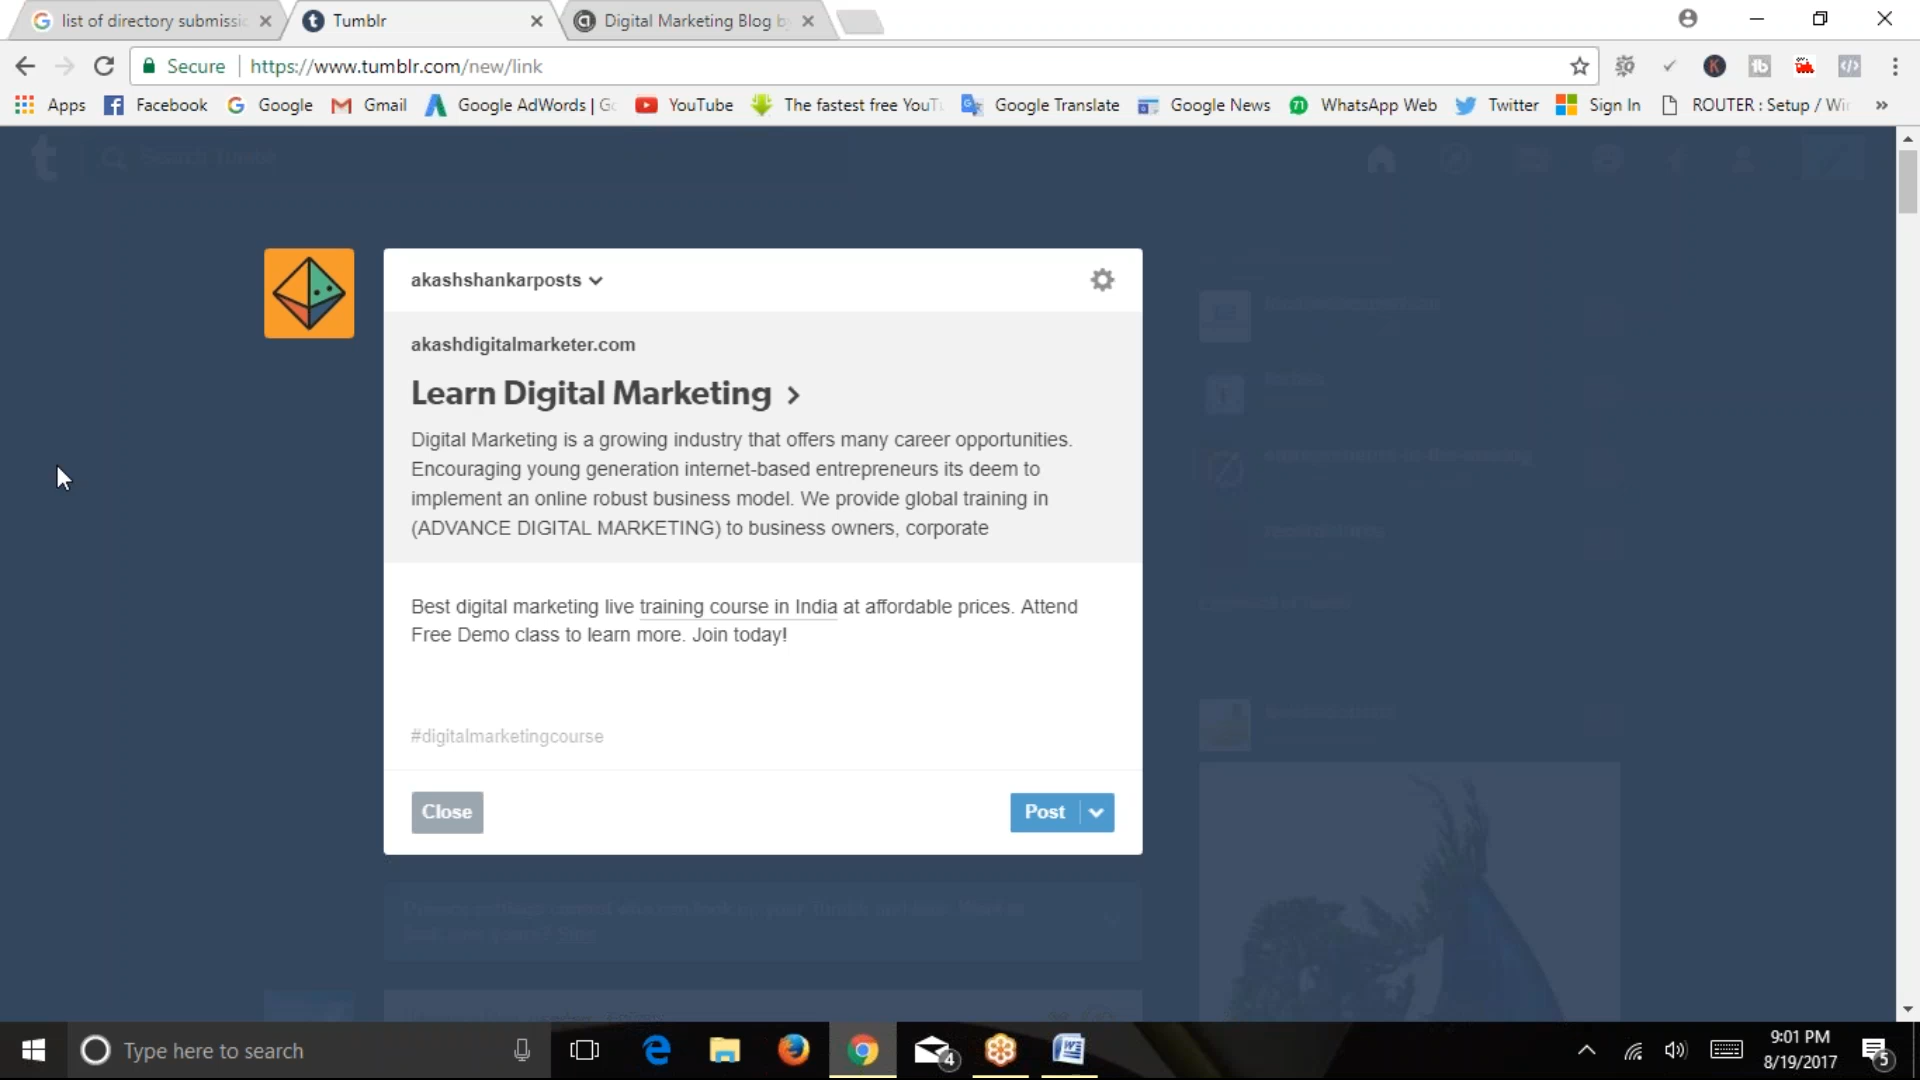 list of directory submissi
Tumblr
Digital Marketing Blog b
Secure
https://www.tumblr.com/new/link
Apps
Facebook
Google
Gmail
Google AdWords | G
YouTube
The fastest free YouT
Google Translate
Google News
WhatsApp Web
Twitter
Sign In
ROUTER : Setup / Wi
Search Tumblr
akashshankarposts
akashdigitalmarketer.com
Learn Digital Marketing >
Digital Marketing is a growing industry that offers many career opportunities.
Encouraging young generation internet-based entrepreneurs its deem to
implement an online robust business model. We provide global training in
(ADVANCE DIGITAL MARKETING) to business owners, corporate
Best digital marketing live training course in India at affordable prices. Attend
Free Demo class to learn more. Join today!
#digitalmarketingcourse
Close
Post
Type here to search
4
9:01 PM
8/19/2017
5